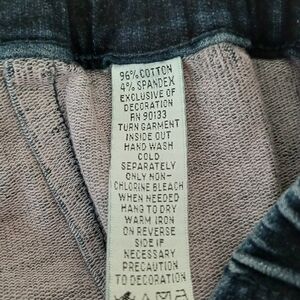 96% COTTON
4% SPANDEX
EXCLUSIVE OF
DECORATION
RN 90133
TURN GARMENT
INSIDE OUT
HAND WASH
COLD
SEPARATELY
ONLY NON-
CHLORINE BLEACH
WHEN NEEDED
HANG TO DRY
WARM IRON
ON REVERSE
SIDE IF
NECESSARY
PRECAUTION
TO DECORATION